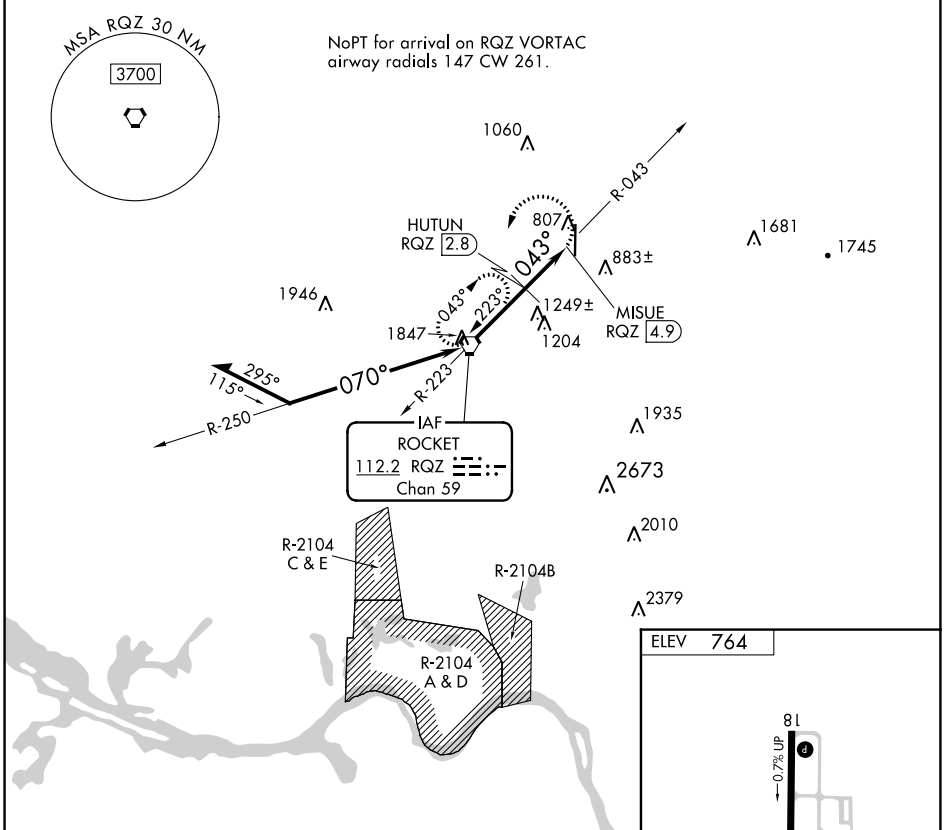 MSA RQZ 30 NM
3700
NoPT for arrival on RQZ VORTAC
airway radials 147 CW 261.
1060
R-043
807
HUTUN
RQZ 2.8
043°
1681
1745
883±
1946
043°
223°
1249±
MISUE
RQZ 4.9
1847
1204
295°
115°
070°
R-223
R-250
IAF
ROCKET
112.2 RQZ
Chan 59
1935
2673
R-2104
C & E
2010
R-2104B
2379
R-2104
A & D
ELEV 764
18
0.7% UP
P